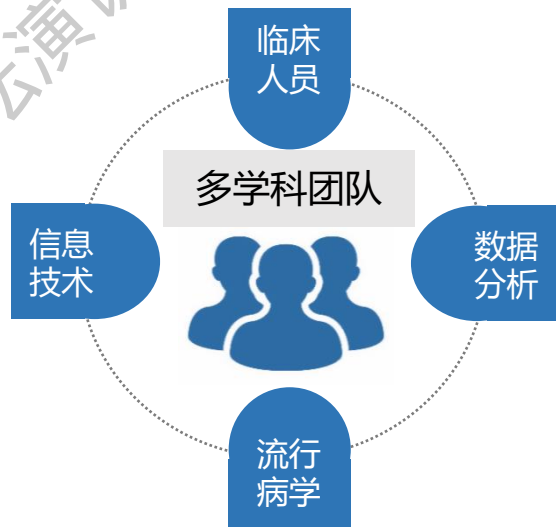 临床
人员
多学科团队
信息
技术
数据
分析
流行
病学